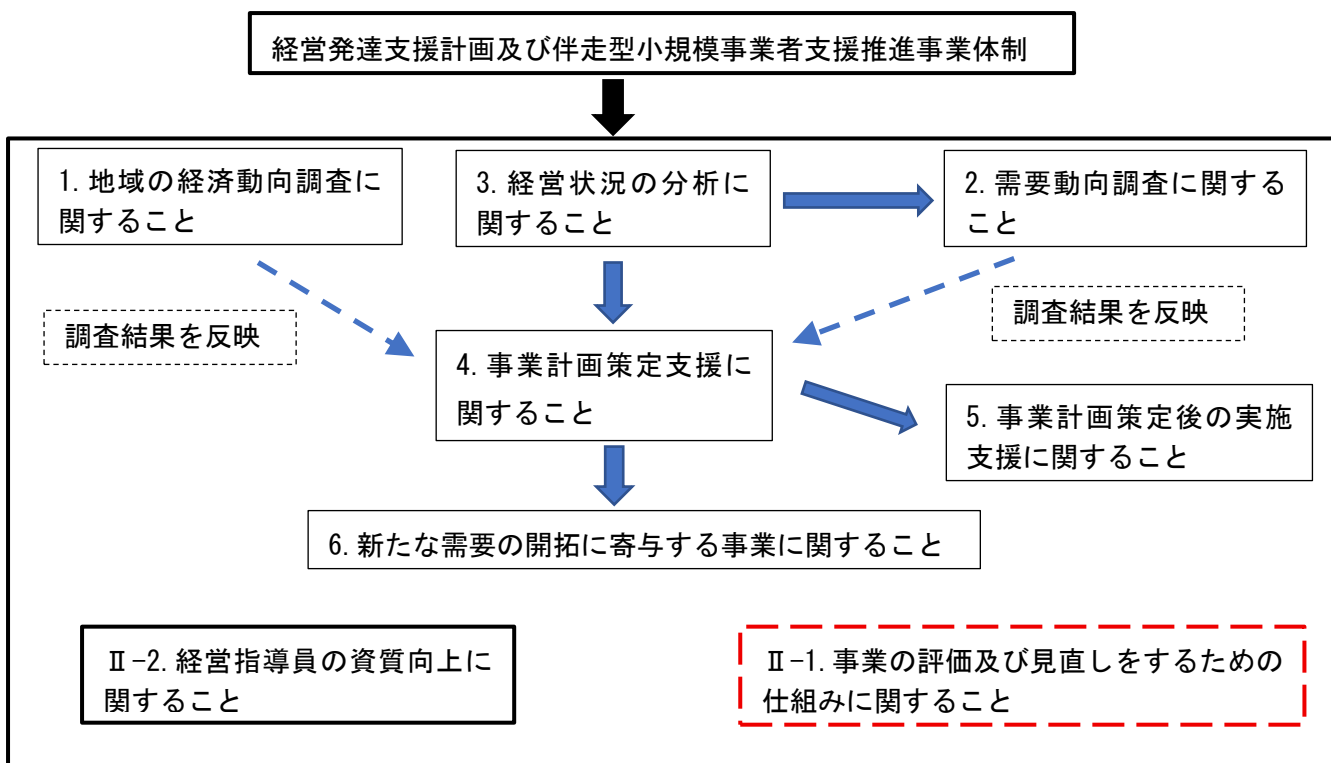 経営発達支援計画及び伴走型小規模事業者支援推進事業体制
1.地域の経済動向調査に
関すること
3.経営状況の分析に
関すること
2.需要動向調査に関する
こと
調査結果を反映
調査結果を反映
4.事業計画策定支援に
関すること
5.事業計画策定後の実施
支援に関すること
6.新たな需要の開拓に寄与する事業に関すること
Ⅱ-2.経営指導員の資質向上に
関すること
Ⅱ-1.事業の評価及び見直しをするための
仕組みに関すること